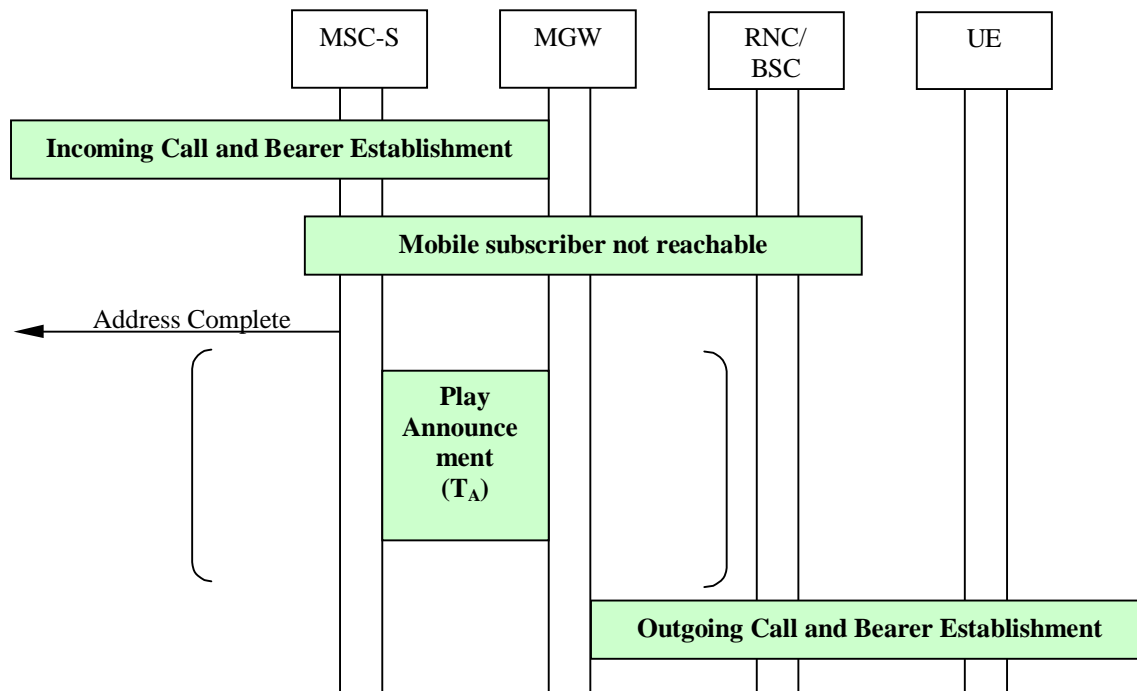 MSC-S
MGW
RNC/
BSC
UE
Incoming Call and Bearer Establishment
Mobile subscriber not reachable
Address Complete
Play
Announce
ment
(TA)
Outgoing Call and Bearer Establishment